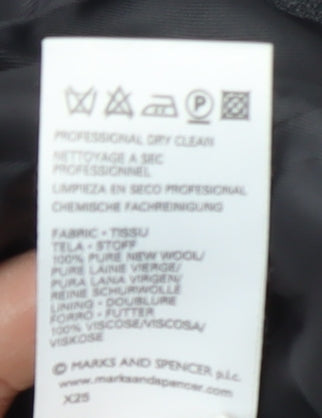 P
PROFESSIONAL DRY CLEAN
NETTOYAGE A SEC
PROFESSIONNEL
LIMPIEZA EN SECO PROFESIONAL
CHEMISCHE FACHREINIGUNG
FABRIC - TISSU
TELA - STOFF
100% PURE NEW WOOL/
PURE LAINE VIERGE/
PURA LANA VIRGEN/
REINE SCHURWOLLE
LINING - DOUBLURE
FORRO - FUTTER
100% VISCOSE/VISCOSA/
VISKOSE
© MARKS AND SPENCER p.l.c.
www.marksandspencer.com
X25